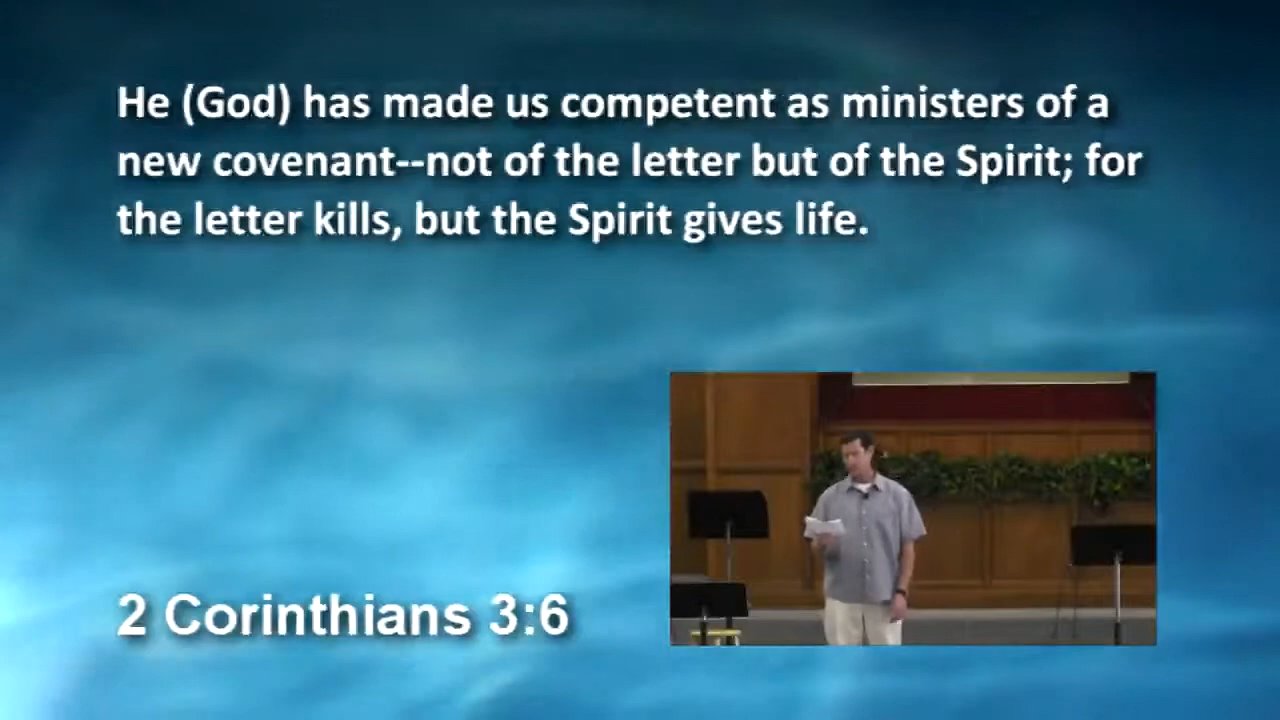 He (God) has made us competent as ministers of a
new covenant--not of the letter but of the Spirit; for
the letter kills, but the Spirit gives life.
2 Corinthians 3:6